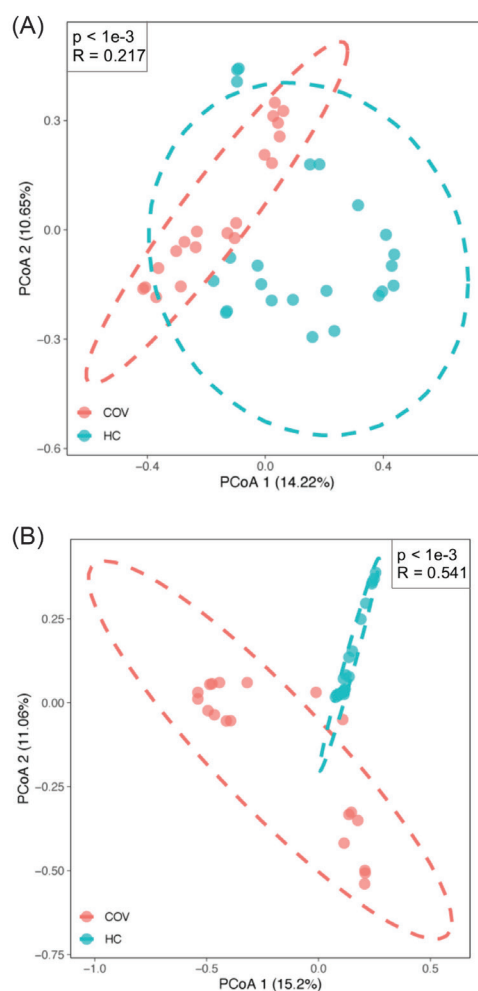 (A)
p < 1e-3
R = 0.217
0.3
0.0
−0.3
−0.6
PCoA 2 (10.65%)
COV
HC
−0.4
0.0
0.4
PCoA 1 (14.22%)
(B)
p < 1e-3
R = 0.541
0.25
0.00
−0.25
−0.50
−0.75
PCoA 2 (11.06%)
COV
HC
−1.0
−0.5
0.0
0.5
PCoA 1 (15.2%)